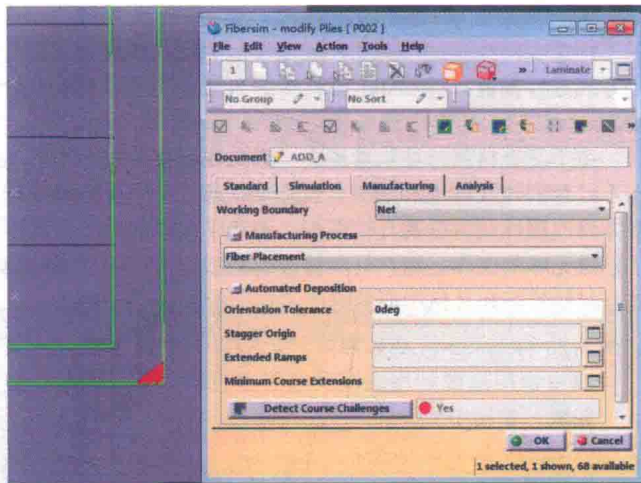 Fibersim - modify Plies [ P002 ]
File Edit View Action Tools Help
1 » Laminate
No Group No Sort
»
Document ADD_A
Standard Simulation Manufacturing Analysis
Working Boundary Net
Manufacturing Process
Fiber Placement
Automated Deposition
Orientation Tolerance 0deg
Stagger Origin
Extended Ramps
Minimum Course Extensions
Detect Course Challenges Yes
OK Cancel
1 selected, 1 shown, 68 available